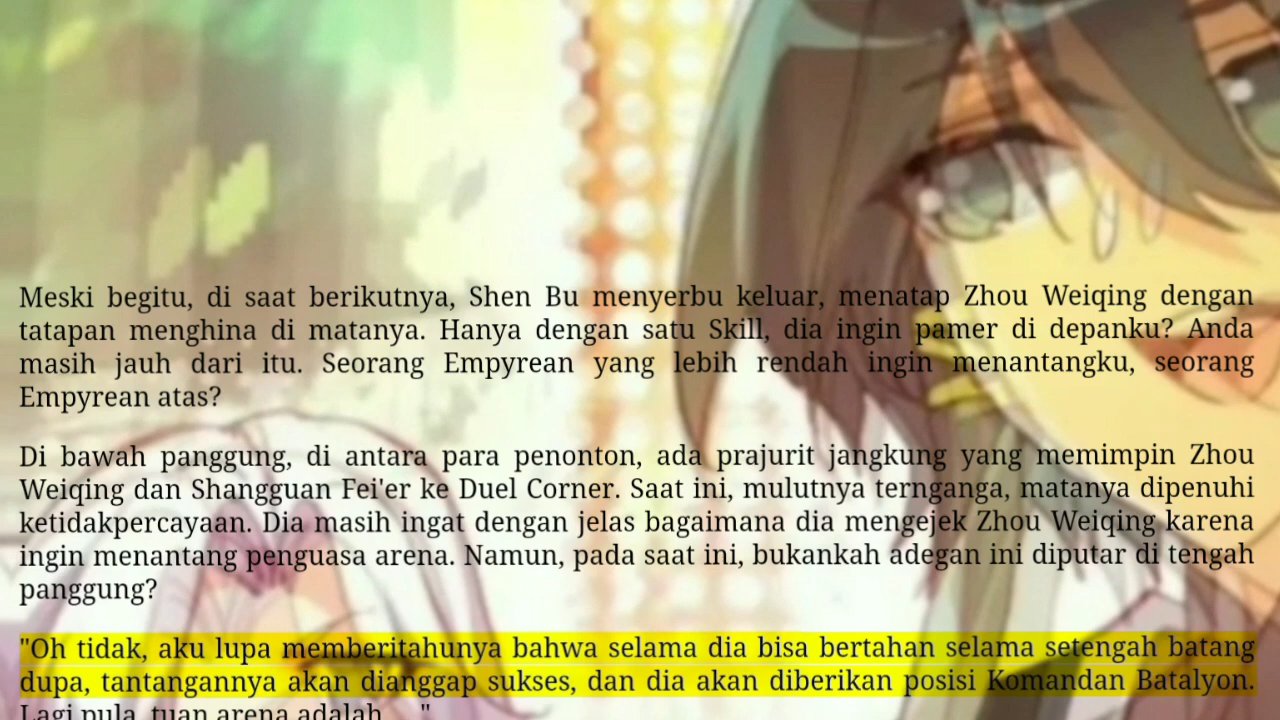 Meski begitu, di saat berikutnya, Shen Bu menyerbu keluar, menatap Zhou Weiqing dengan
tatapan menghina di matanya. Hanya dengan satu Skill, dia ingin pamer di depanku? Anda
masih jauh dari itu. Seorang Empyrean yang lebih rendah ingin menantangku, seorang
Empyrean atas?
Di bawah panggung, di antara para penonton, ada prajurit jangkung yang memimpin Zhou
Weiqing dan Shangguan Fei'er ke Duel Corner. Saat ini, mulutnya ternganga, matanya dipenuhi
ketidakpercayaan. Dia masih ingat dengan jelas bagaimana dia mengejek Zhou Weiqing karena
ingin menantang penguasa arena. Namun, pada saat ini, bukankah adegan ini diputar di tengah
panggung?
"Oh tidak, aku lupa memberitahunya bahwa selama dia bisa bertahan selama setengah batang
dupa, tantangannya akan dianggap sukses, dan dia akan diberikan posisi Komandan Batalyon.
Lagi pula, tuan arena adalah ... "